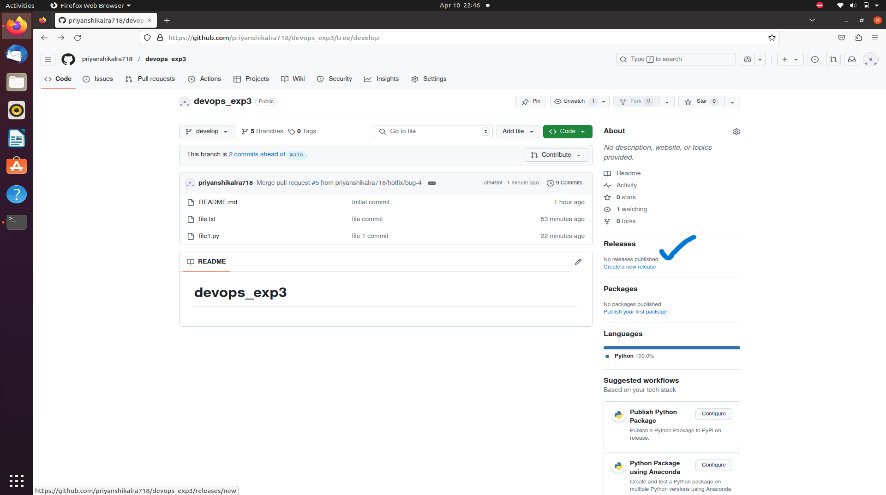 Activities
Firefox Web Browser
Apr 10 22:46
priyanshikalra718/devops
https://github.com/priyanshikalra718/devops_exp3/tree/develop
priyanshikalra718 / devops_exp3
Type / to search
Code
Issues
Pull requests
Actions
Projects
Wiki
Security
Insights
Settings
devops_exp3
Public
Pin
Unwatch 1
Fork 0
Star 0
develop
5 Branches
0 Tags
Go to file
t
Add file
Code
This branch is 2 commits ahead of main.
Contribute
priyanshikalra718 Merge pull request #5 from priyanshikalra718/hotfix/bug-4
1 minute ago
9 Commits
README.md
Initial commit
1 hour ago
file.txt
file commit
53 minutes ago
file1.py
file 1 commit
22 minutes ago
README
devops_exp3
About
No description, website, or topics
provided.
Readme
Activity
0 stars
1 watching
0 forks
Releases
No releases published
Create a new release
Packages
No packages published
Publish your first package
Languages
Python 100.0%
Suggested workflows
Based on your tech stack
Publish Python
Package
Configure
Publish a Python Package to PyPI on
release.
Python Package
using Anaconda
Configure
Create and test a Python package on
multiple Python versions using Anaconda
https://github.com/priyanshikalra718/devops_exp3/releases/new